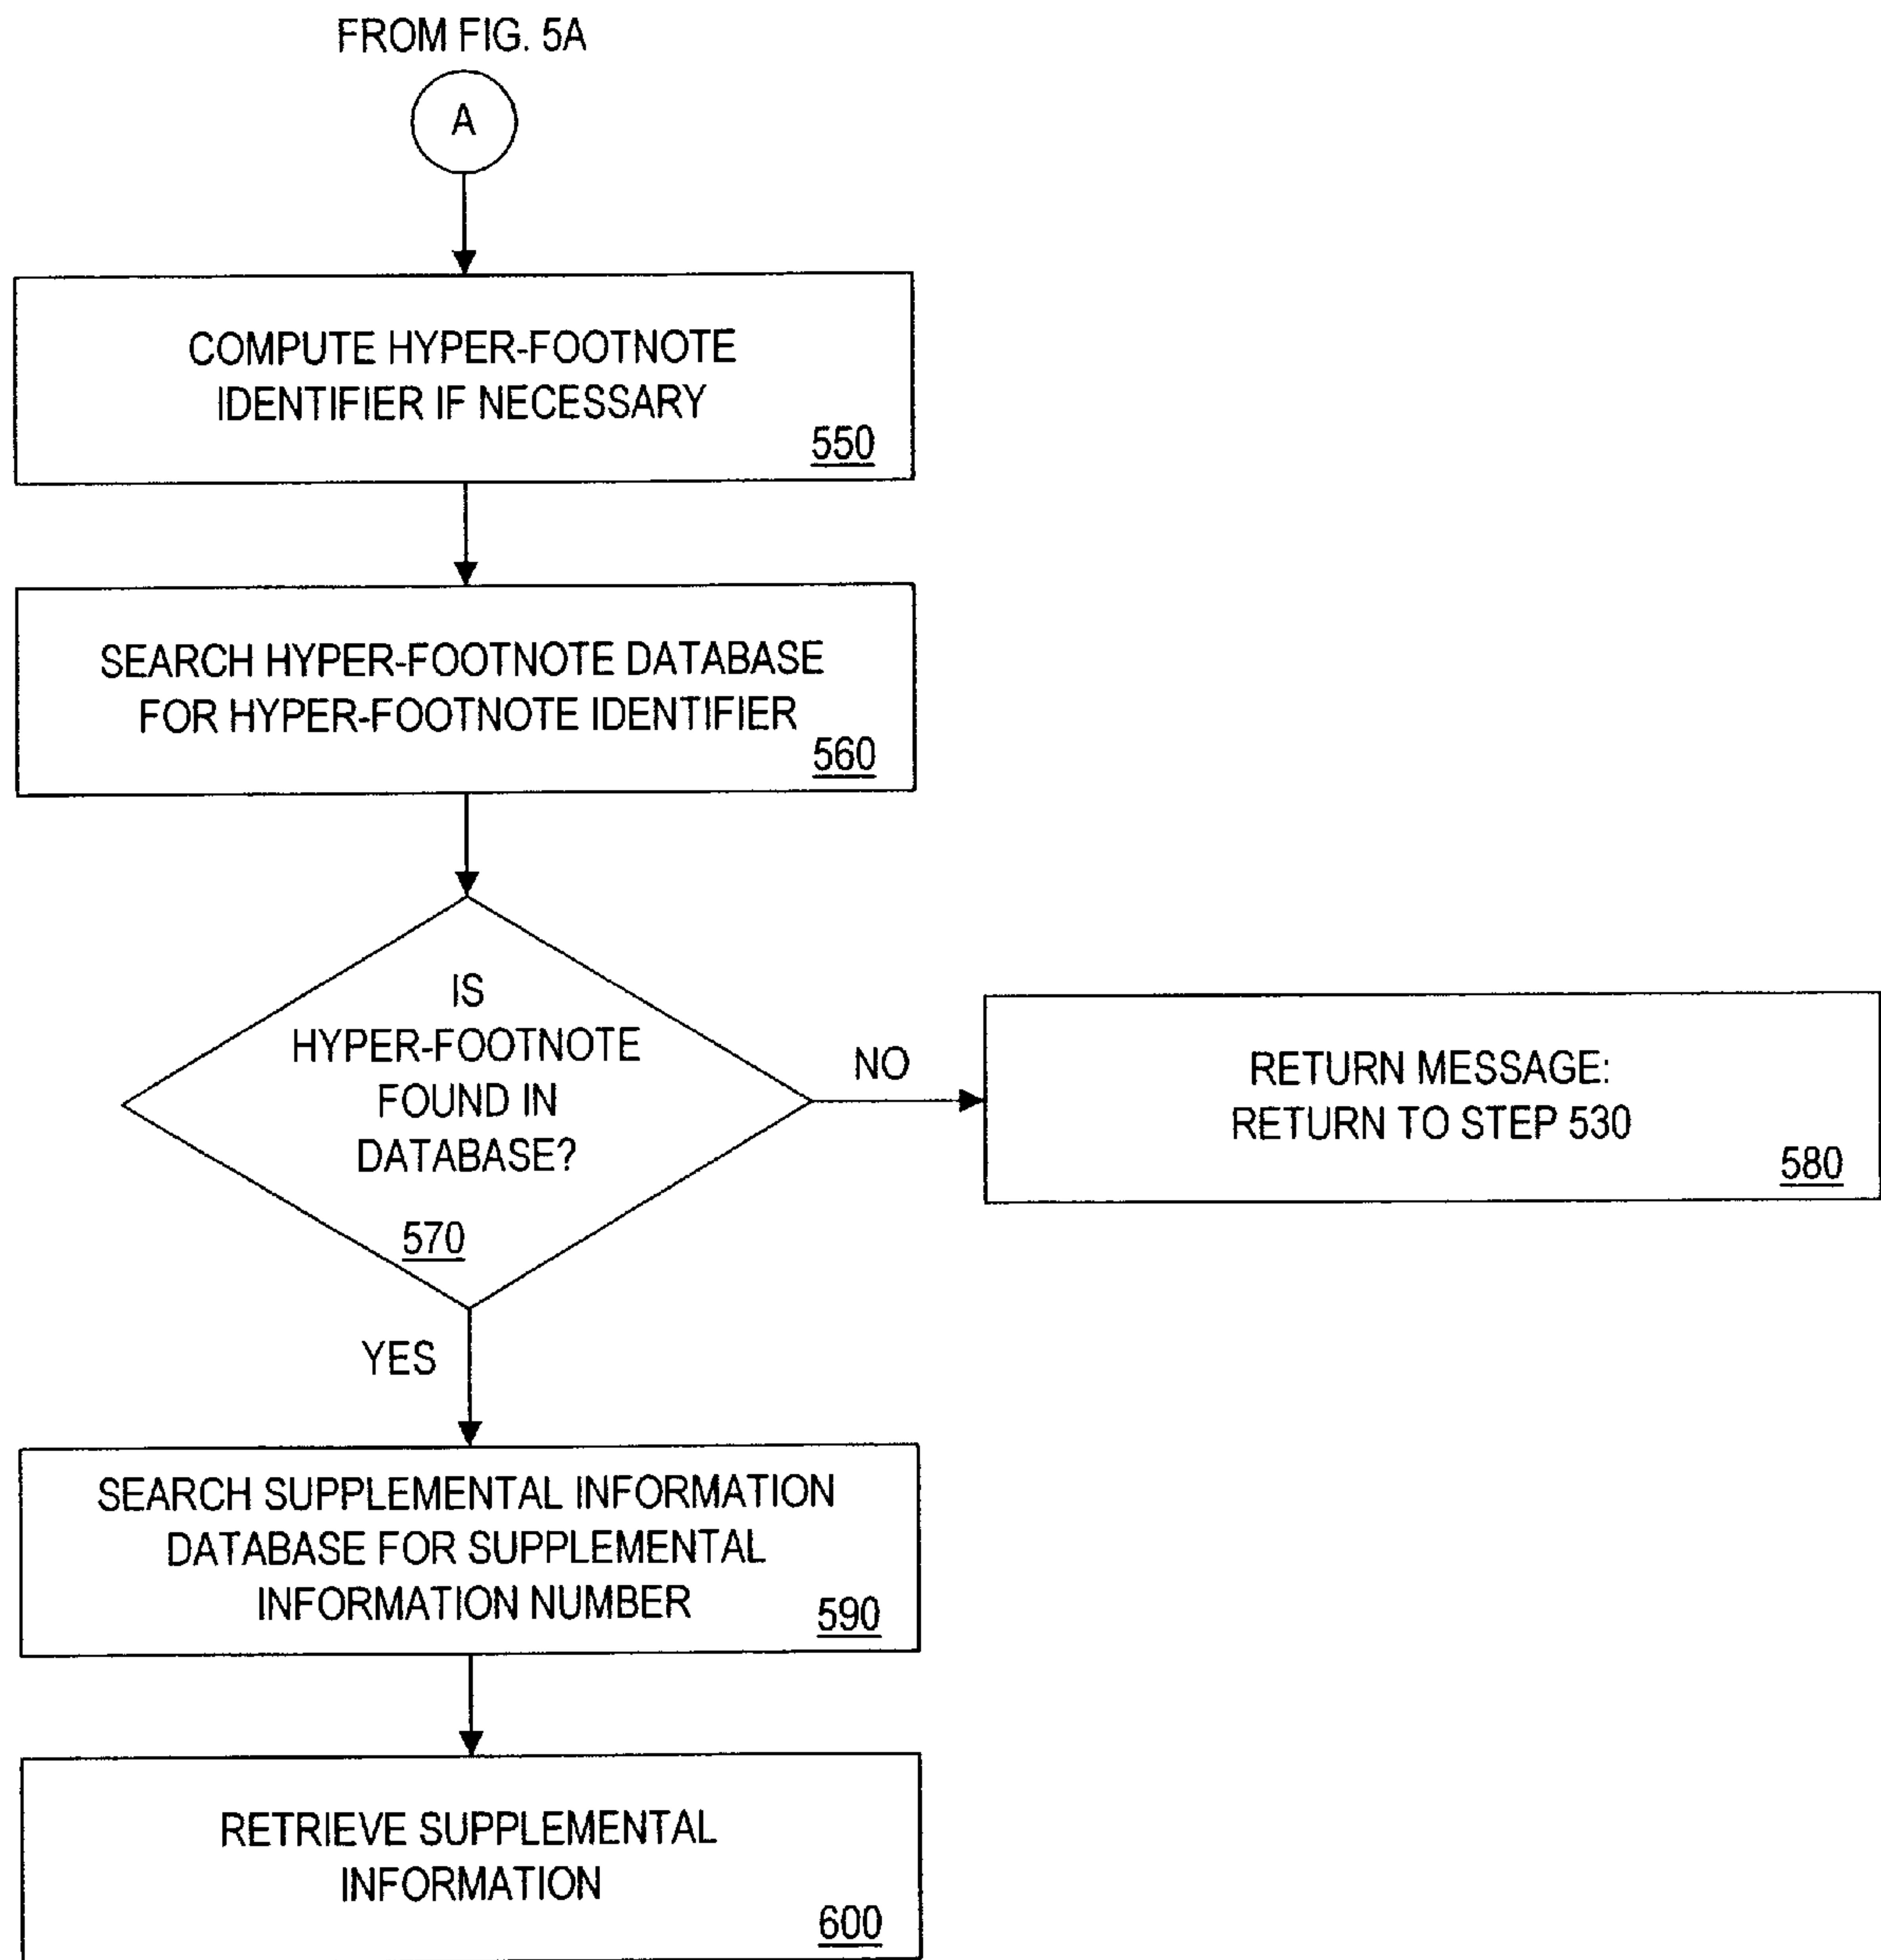 FROM FIG. 5A
A
COMPUTE HYPER-FOOTNOTE
IDENTIFIER IF NECESSARY
550
SEARCH HYPER-FOOTNOTE DATABASE
FOR HYPER-FOOTNOTE IDENTIFIER
560
IS
HYPER-FOOTNOTE
FOUND IN
DATABASE?
570
NO
RETURN MESSAGE:
RETURN TO STEP 530
580
YES
SEARCH SUPPLEMENTAL INFORMATION
DATABASE FOR SUPPLEMENTAL
INFORMATION NUMBER
590
RETRIEVE SUPPLEMENTAL
INFORMATION
600